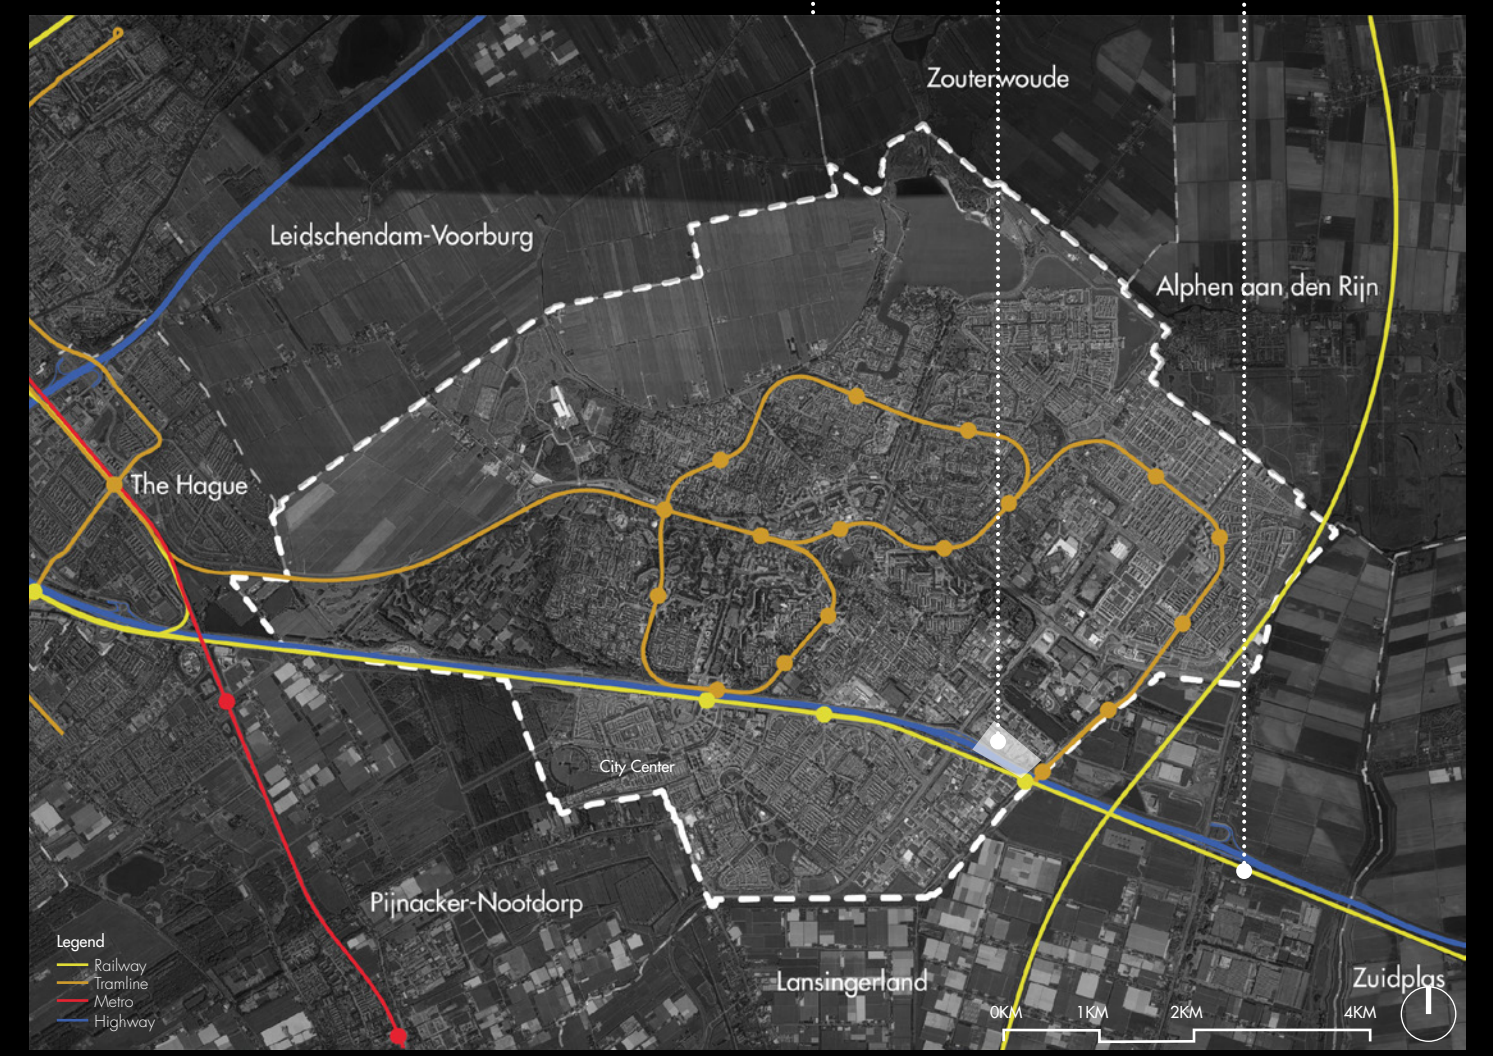 Zouterwoude
Leidschendam-Voorburg
Alphen aan den Rijn
The Hague
City Center
Pijnacker-Nootdorp
Lansingerland
Zuidplas
Legend
Railway
Tramline
Metro
Highway
0KM 1KM 2KM 4KM